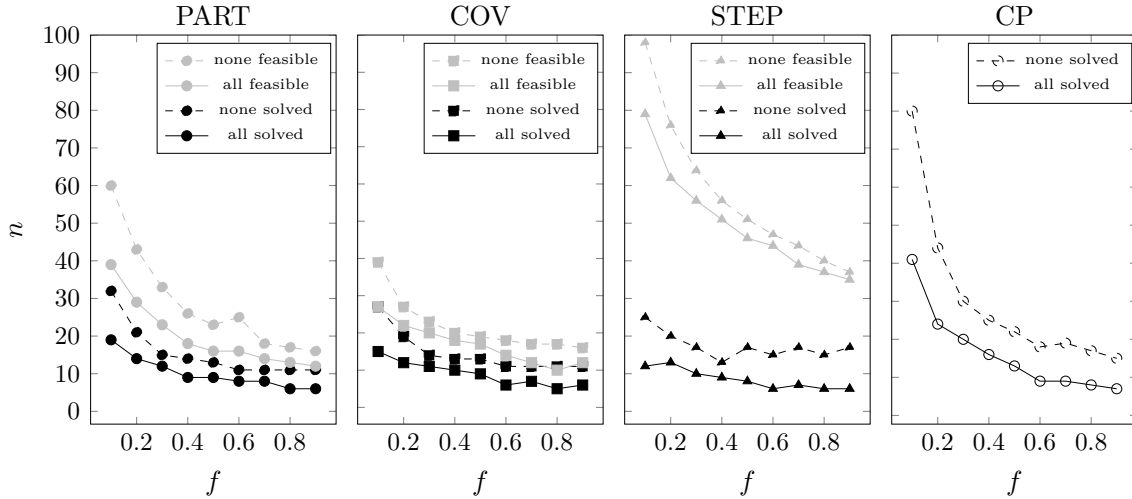 PART
COV
STEP
CP
n
100
90
80
70
60
50
40
30
20
10
0
none feasible
all feasible
none solved
all solved
none feasible
all feasible
none solved
all solved
none feasible
all feasible
none solved
all solved
none solved
all solved
0.2 0.4 0.6 0.8
0.2 0.4 0.6 0.8
0.2 0.4 0.6 0.8
0.2 0.4 0.6 0.8
f
f
f
f